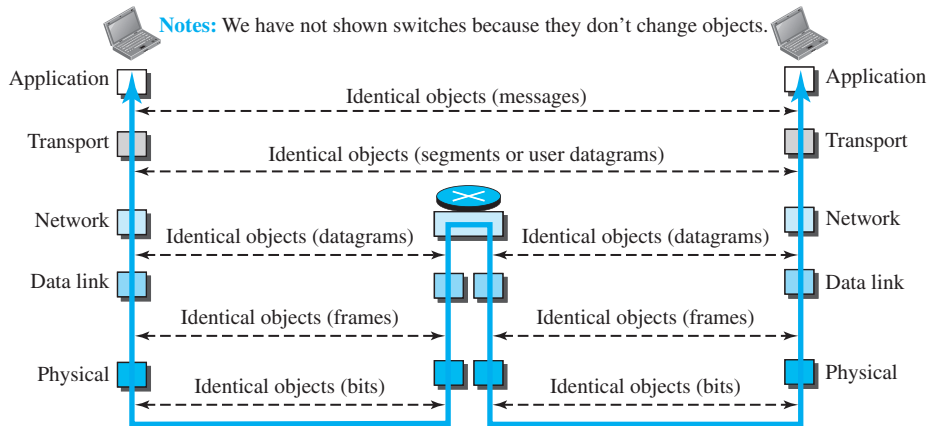 Notes: We have not shown switches because they don’t change objects.
Application
Application
Identical objects (messages)
Transport
Transport
Identical objects (segments or user datagrams)
Network
Network
Identical objects (datagrams)
Identical objects (datagrams)
Data link
Data link
Identical objects (frames)
Identical objects (frames)
Physical
Physical
Identical objects (bits)
Identical objects (bits)